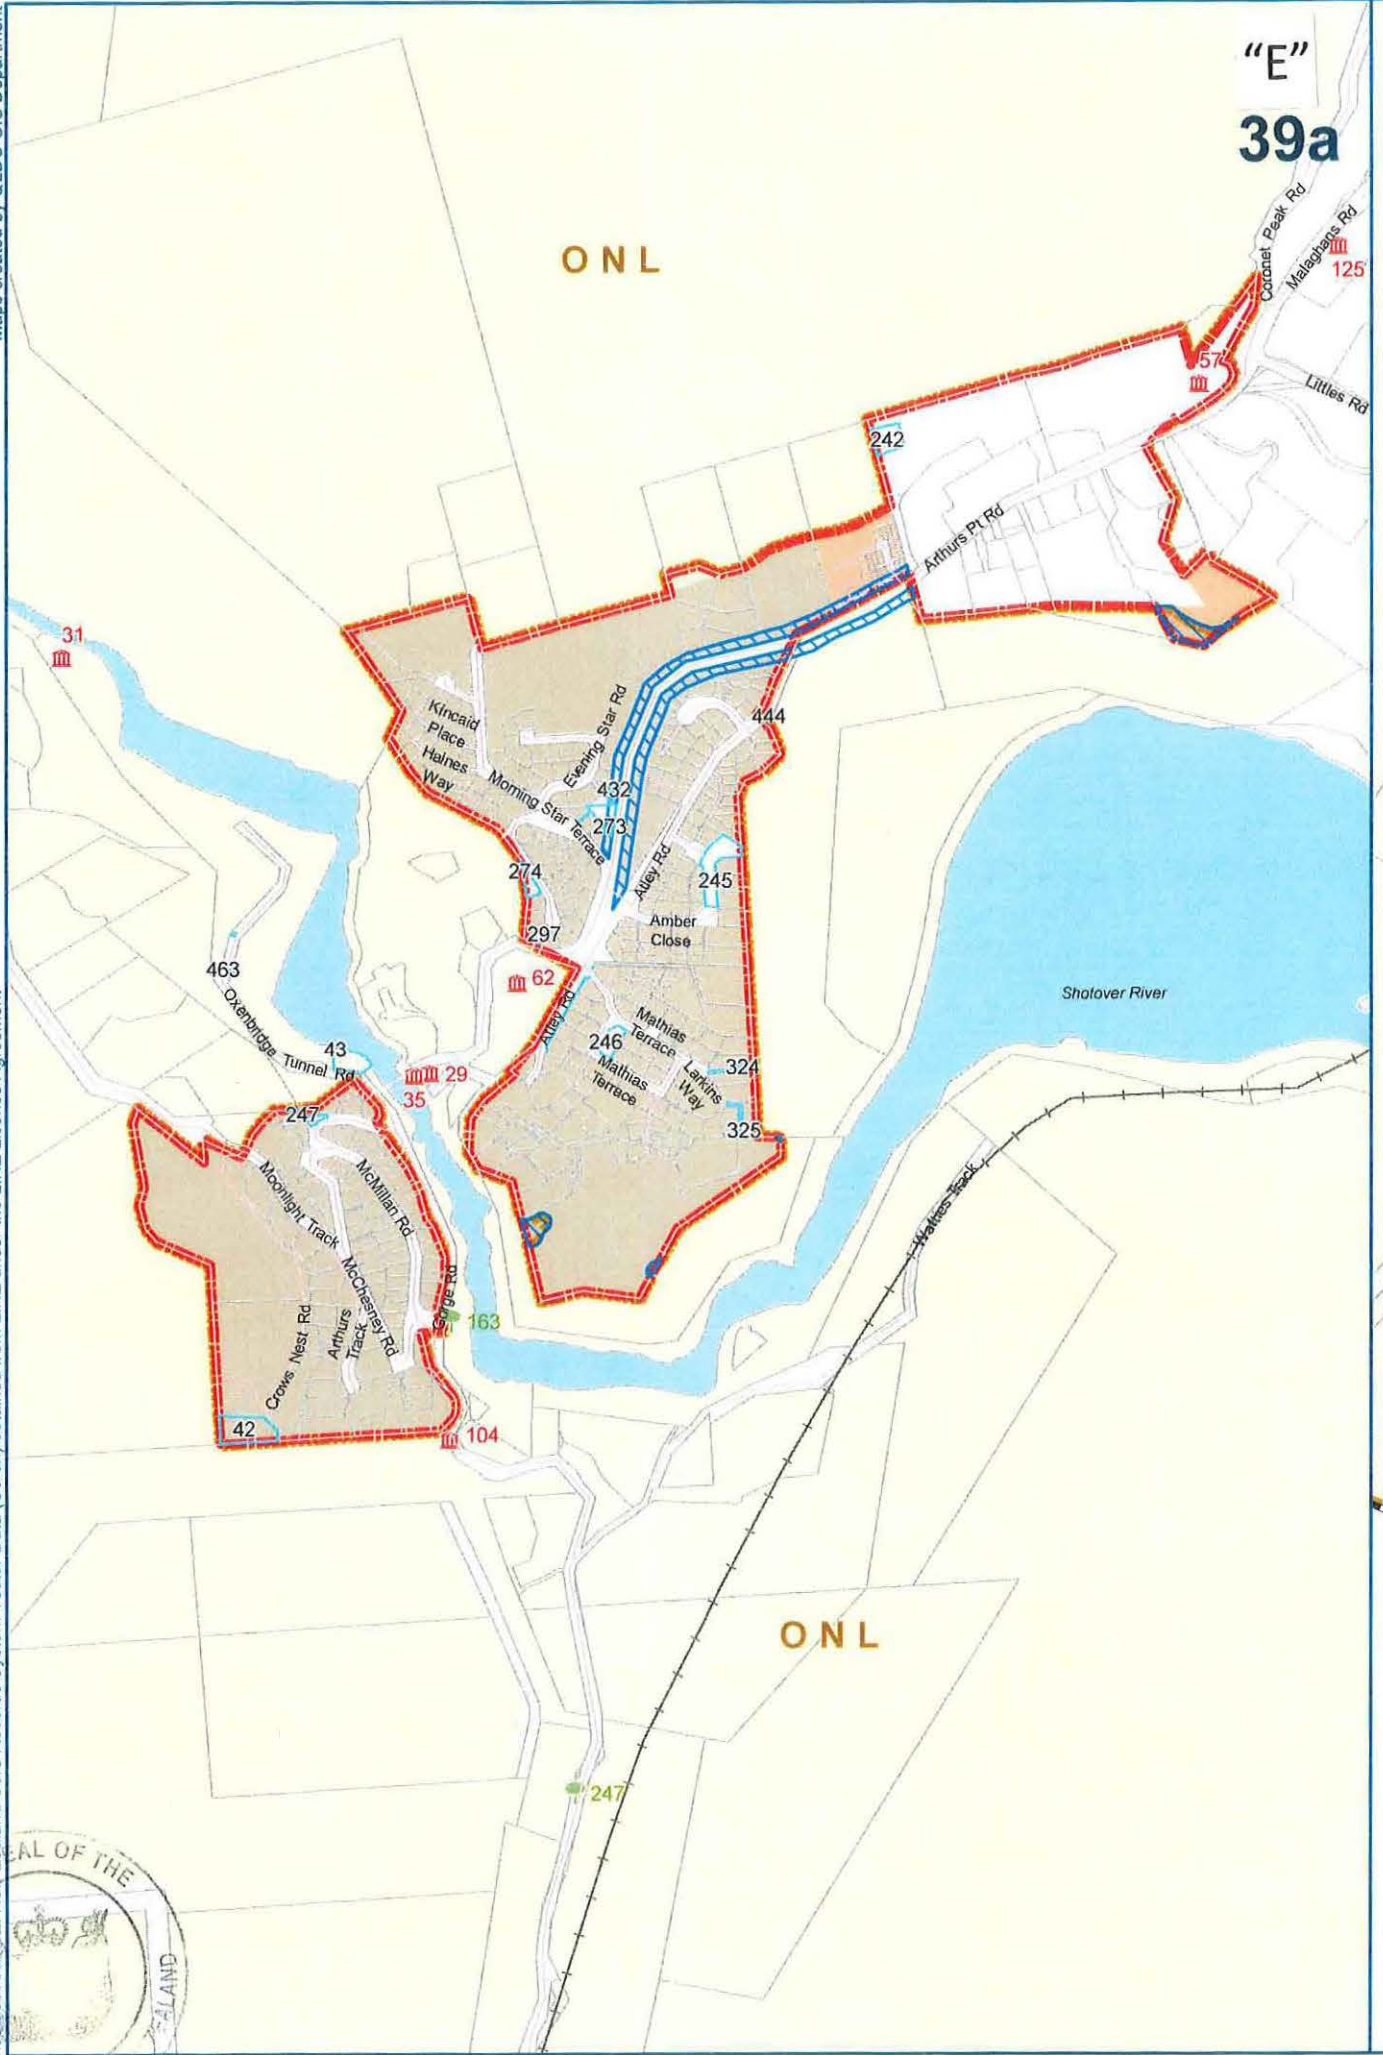 “E”
39a
ONL
Coronet Peak Rd
Malaghans Rd
125
57
Littles Rd
242
Arthurs Pt Rd
31
Kincaid
Place
Haines
Way
Evening Star Rd
444
Morning Star Terrace
432
273
274
Atley Rd
245
Amber
Close
297
62
463
Oxenbridge Tunnel Rd
43
Atley Rd
Shotover River
246
Mathias
Terrace
Mathias
Terrace
Larkins
Way
324
325
29
35
247
Moonlight Track
McMillan Rd
McChesney Rd
Gorge Rd
163
Watties Track
Crows Nest Rd
Arthurs
Track
42
104
ONL
247
EAL OF THE
EALAND